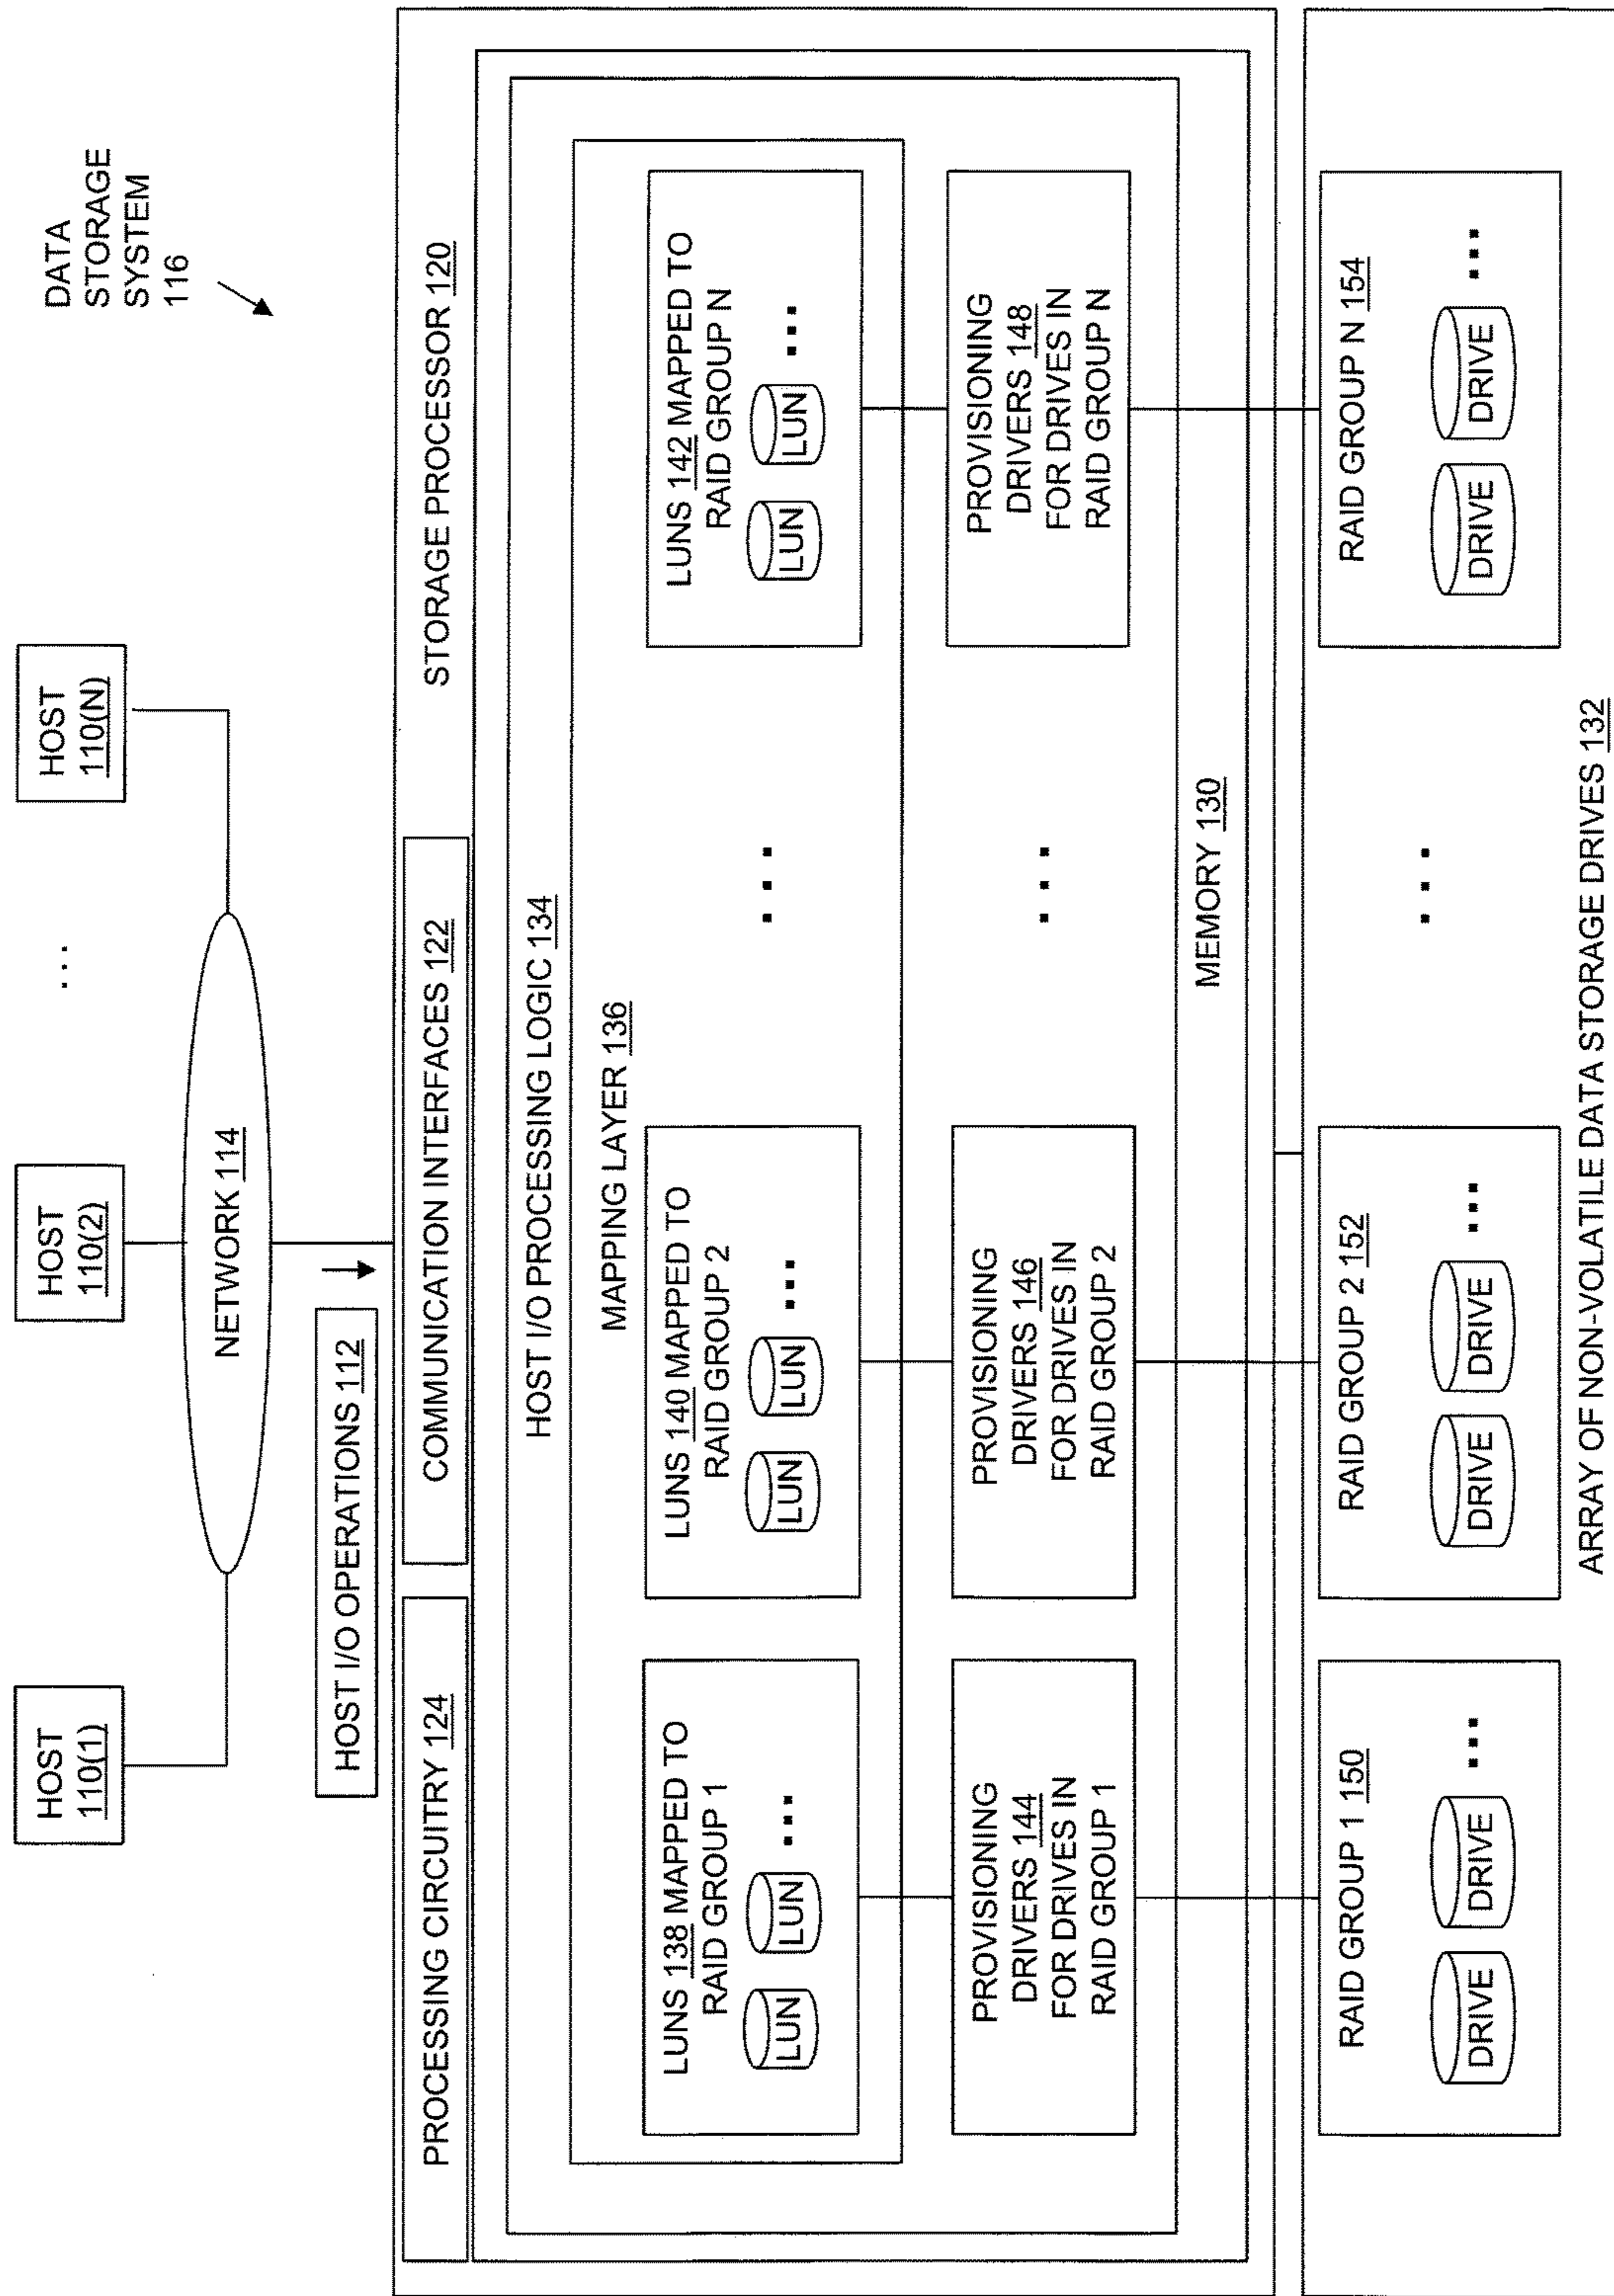 DATA
STORAGE
SYSTEM
116
HOST
110(1)
HOST
110(2)
...
HOST
110(N)
NETWORK 114
HOST I/O OPERATIONS 112
PROCESSING CIRCUITRY 124
COMMUNICATION INTERFACES 122
STORAGE PROCESSOR 120
HOST I/O PROCESSING LOGIC 134
MAPPING LAYER 136
LUNS 138 MAPPED TO
RAID GROUP 1
LUN
LUN
...
LUNS 140 MAPPED TO
RAID GROUP 2
LUN
LUN
...
...
LUNS 142 MAPPED TO
RAID GROUP N
LUN
LUN
...
PROVISIONING
DRIVERS 144
FOR DRIVES IN
RAID GROUP 1
PROVISIONING
DRIVERS 146
FOR DRIVES IN
RAID GROUP 2
...
PROVISIONING
DRIVERS 148
FOR DRIVES IN
RAID GROUP N
MEMORY 130
RAID GROUP 1 150
DRIVE
DRIVE
...
RAID GROUP 2 152
DRIVE
DRIVE
...
...
RAID GROUP N 154
DRIVE
DRIVE
...
ARRAY OF NON-VOLATILE DATA STORAGE DRIVES 132